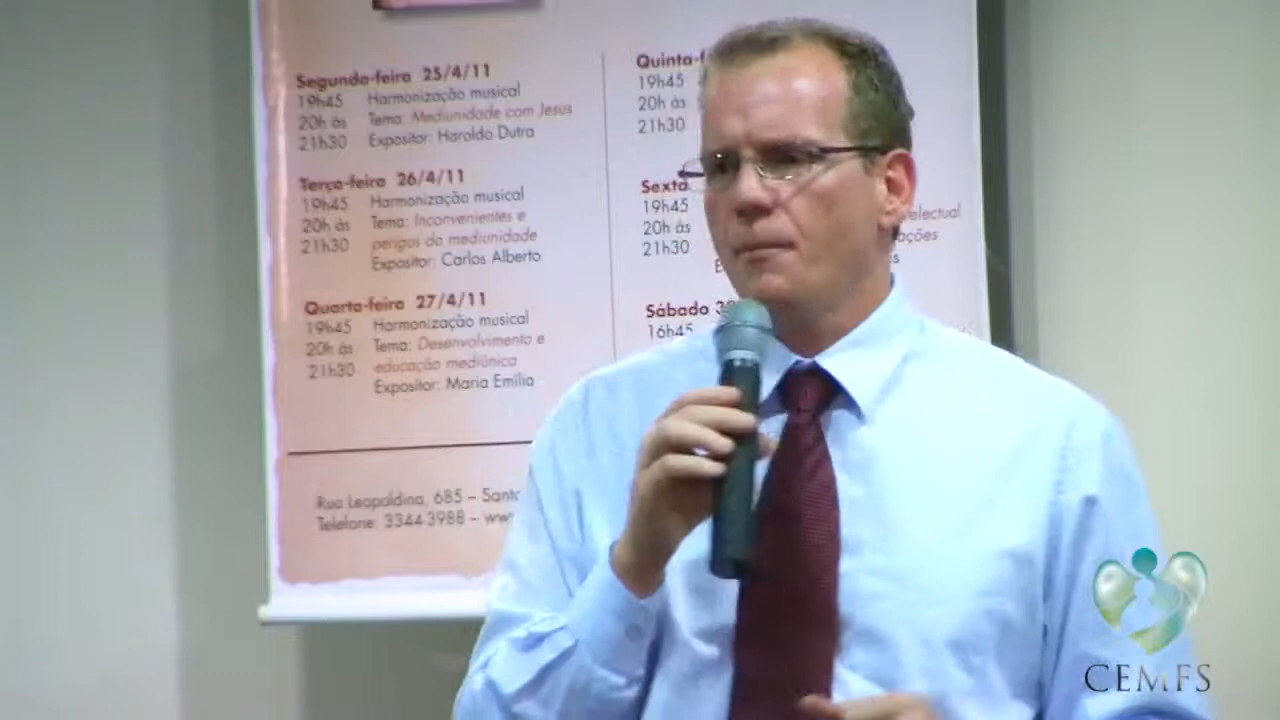 Segunda-feira 25/4/11
19h45 Harmonização musical
20h às Tema: Mediunidade com Jesus
21h30 Expositor: Haroldo Dutra
Terça-feira 26/4/11
19h45 Harmonização musical
20h às Tema: Inconvenientes e
21h30 perigos da mediunidade
Expositor: Carlos Alberto
Quarta-feira 27/4/11
19h45 Harmonização musical
20h às Tema: Desenvolvimento e
21h30 educação mediúnica
Expositor: Maria Emília
Rua Leopoldina, 685 –
Telefone: 3344-3988 –
Quinta-f
19h45
20h às
21h30
Sexta
19h45
20h às electual
21h30 ações
Sábado
16h45
CEMFS